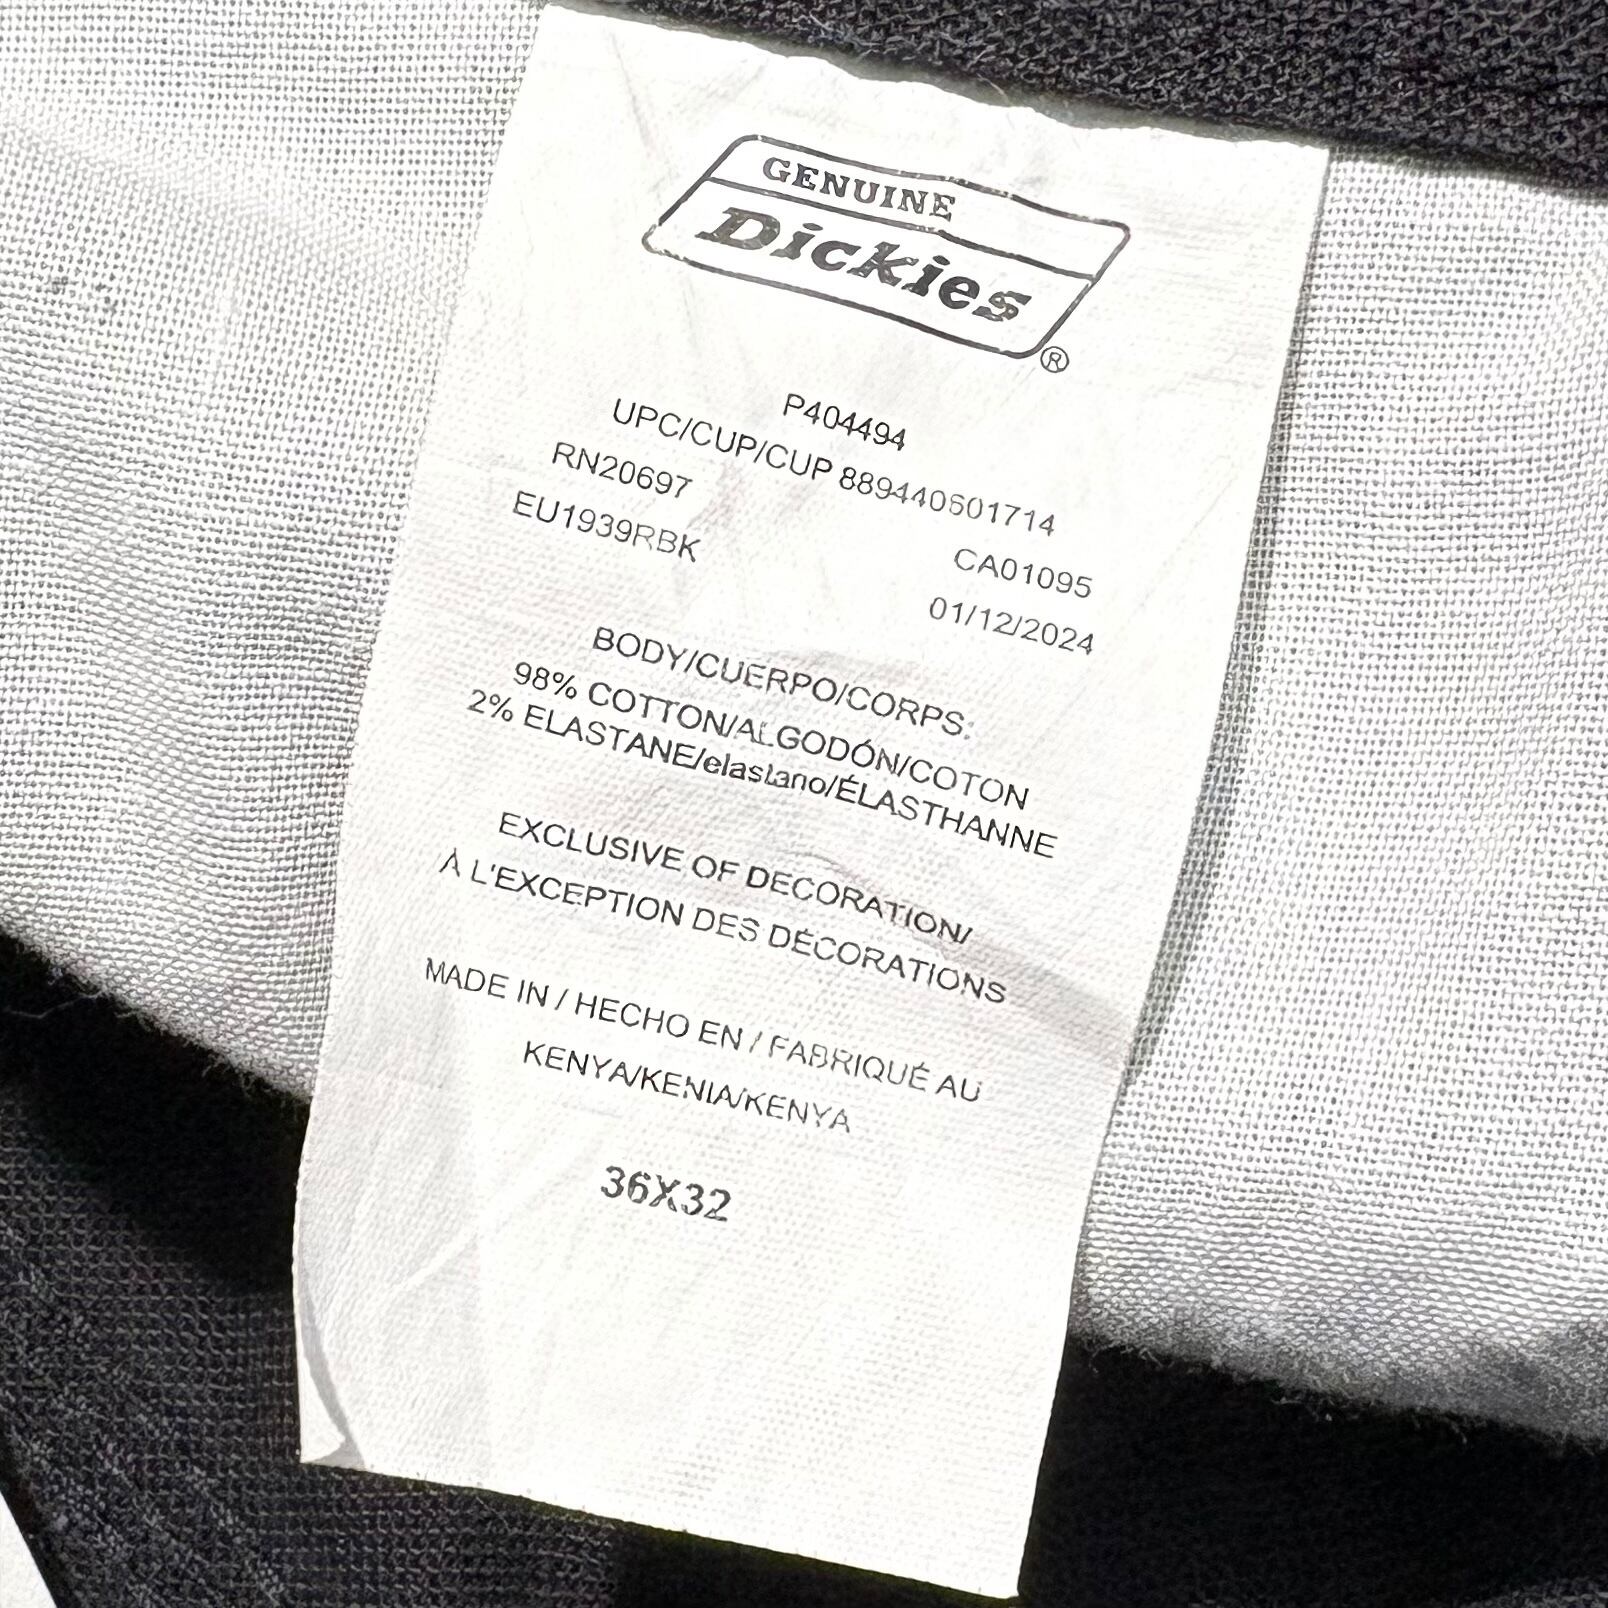 GENUINE
Dickies
®
P404494
UPC/CUP/CUP 889440601714
RN20697 CA01095
EU1939RBK 01/12/2024
BODY/CUERPO/CORPS:
98% COTTON/ALGODÓN/COTON
2% ELASTANE/elastano/ÉLASTHANNE
EXCLUSIVE OF DECORATION/
À L'EXCEPTION DES DÉCORATIONS
MADE IN / HECHO EN / FABRIQUÉ AU
KENYA/KENIA/KENYA
36X32